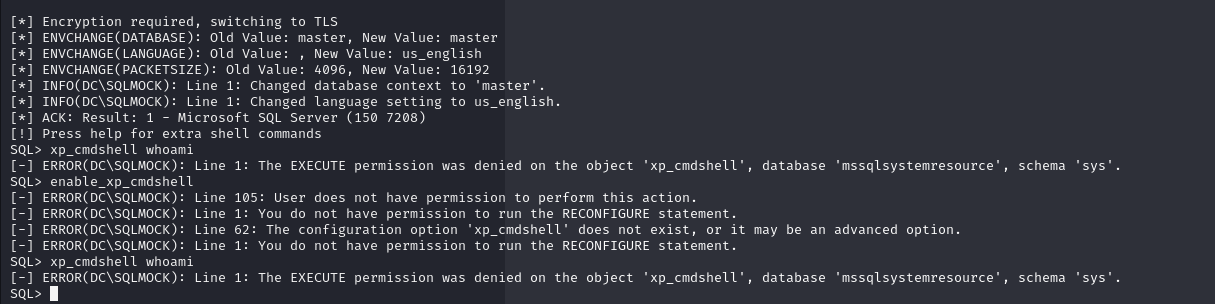 [*] Encryption required, switching to TLS
[*] ENVCHANGE(DATABASE): Old Value: master, New Value: master
[*] ENVCHANGE(LANGUAGE): Old Value: , New Value: us_english
[*] ENVCHANGE(PACKETSIZE): Old Value: 4096, New Value: 16192
[*] INFO(DC\SQLMOCK): Line 1: Changed database context to 'master'.
[*] INFO(DC\SQLMOCK): Line 1: Changed language setting to us_english.
[*] ACK: Result: 1 - Microsoft SQL Server (150 7208)
[!] Press help for extra shell commands
SQL> xp_cmdshell whoami
[-] ERROR(DC\SQLMOCK): Line 1: The EXECUTE permission was denied on the object 'xp_cmdshell', database 'mssqlsystemresource', schema 'sys'.
SQL> enable_xp_cmdshell
[-] ERROR(DC\SQLMOCK): Line 105: User does not have permission to perform this action.
[-] ERROR(DC\SQLMOCK): Line 1: You do not have permission to run the RECONFIGURE statement.
[-] ERROR(DC\SQLMOCK): Line 62: The configuration option 'xp_cmdshell' does not exist, or it may be an advanced option.
[-] ERROR(DC\SQLMOCK): Line 1: You do not have permission to run the RECONFIGURE statement.
SQL> xp_cmdshell whoami
[-] ERROR(DC\SQLMOCK): Line 1: The EXECUTE permission was denied on the object 'xp_cmdshell', database 'mssqlsystemresource', schema 'sys'.
SQL>